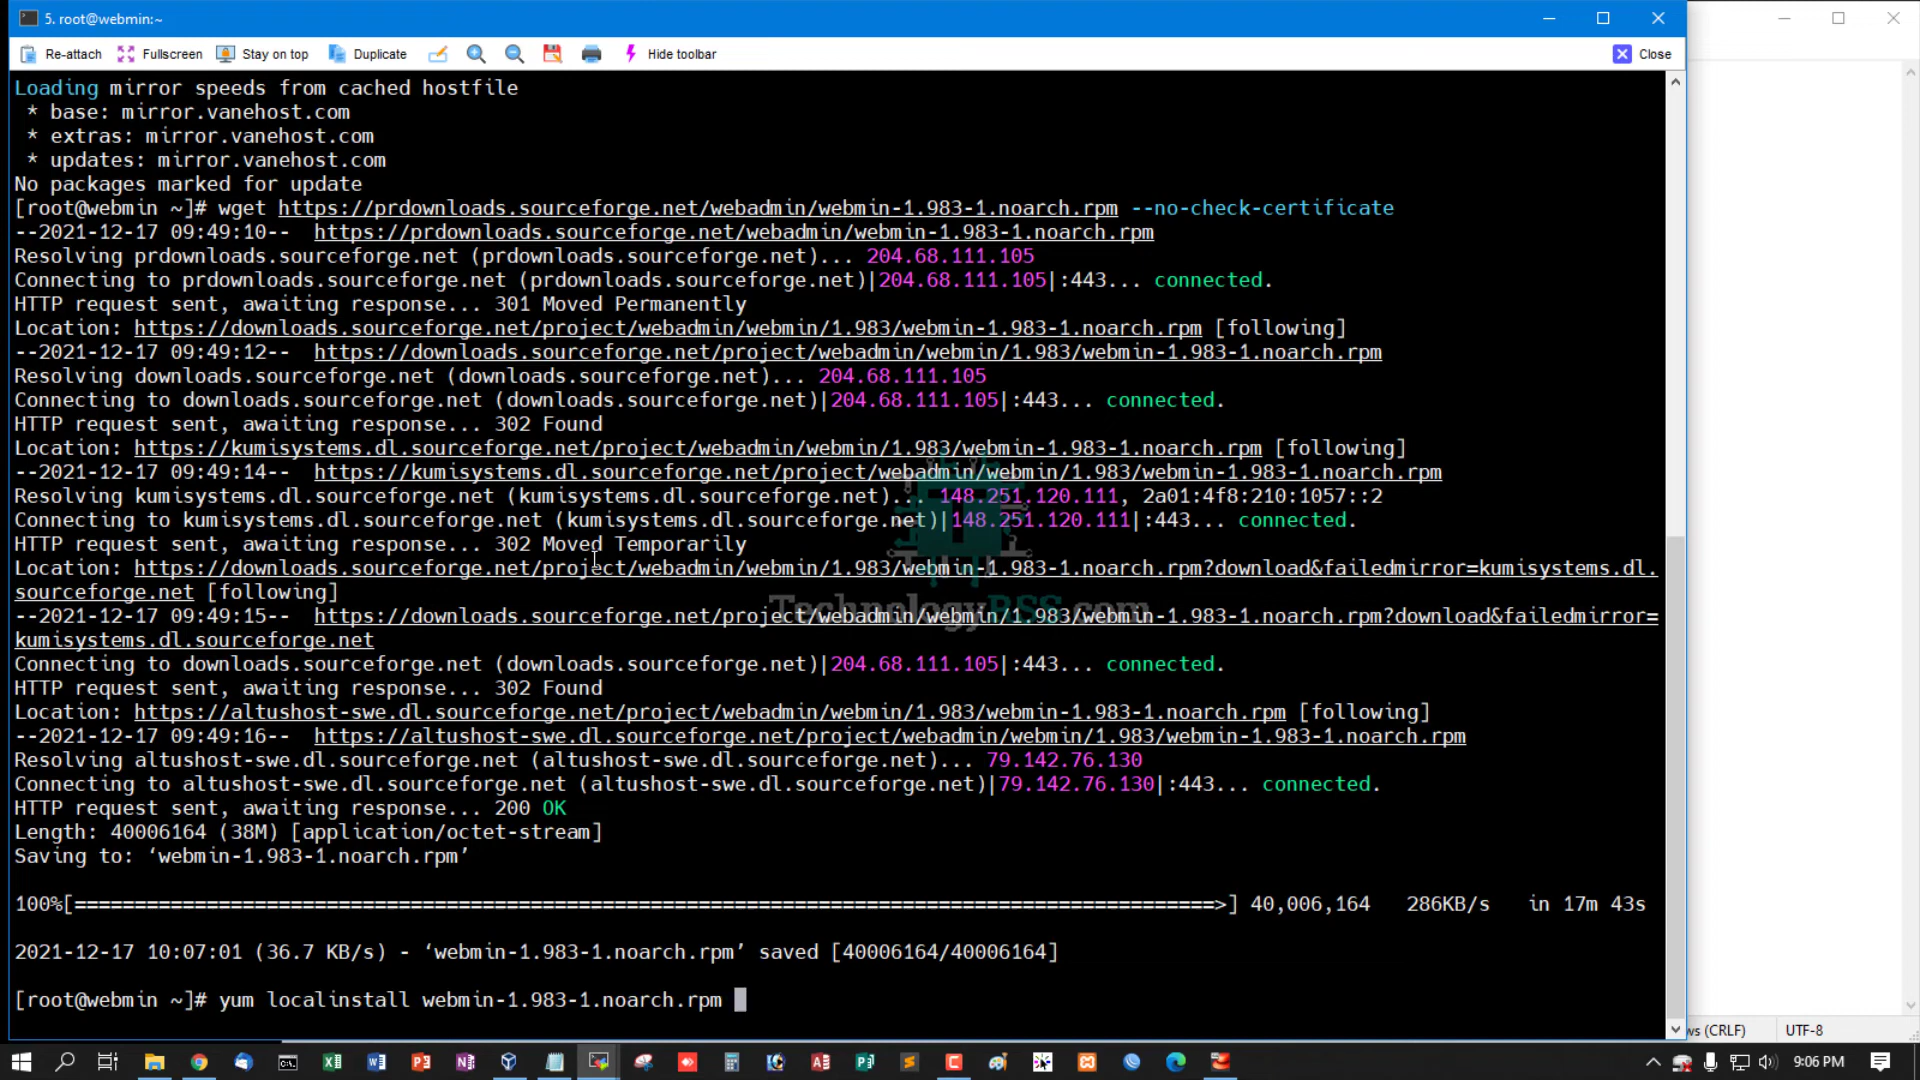 5. root@webmin:~
Re-attach Fullscreen Stay on top Duplicate Hide toolbar Close
Loading mirror speeds from cached hostfile
* base: mirror.vanehost.com
* extras: mirror.vanehost.com
* updates: mirror.vanehost.com
No packages marked for update
[root@webmin ~]# wget https://prdownloads.sourceforge.net/webadmin/webmin-1.983-1.noarch.rpm --no-check-certificate
--2021-12-17 09:49:10-- https://prdownloads.sourceforge.net/webadmin/webmin-1.983-1.noarch.rpm
Resolving prdownloads.sourceforge.net (prdownloads.sourceforge.net)... 204.68.111.105
Connecting to prdownloads.sourceforge.net (prdownloads.sourceforge.net)|204.68.111.105|:443... connected.
HTTP request sent, awaiting response... 301 Moved Permanently
Location: https://downloads.sourceforge.net/project/webadmin/webmin/1.983/webmin-1.983-1.noarch.rpm [following]
--2021-12-17 09:49:12-- https://downloads.sourceforge.net/project/webadmin/webmin/1.983/webmin-1.983-1.noarch.rpm
Resolving downloads.sourceforge.net (downloads.sourceforge.net)... 204.68.111.105
Connecting to downloads.sourceforge.net (downloads.sourceforge.net)|204.68.111.105|:443... connected.
HTTP request sent, awaiting response... 302 Found
Location: https://kumisystems.dl.sourceforge.net/project/webadmin/webmin/1.983/webmin-1.983-1.noarch.rpm [following]
--2021-12-17 09:49:14-- https://kumisystems.dl.sourceforge.net/project/webadmin/webmin/1.983/webmin-1.983-1.noarch.rpm
Resolving kumisystems.dl.sourceforge.net (kumisystems.dl.sourceforge.net)... 148.251.120.111, 2a01:4f8:210:1057::2
Connecting to kumisystems.dl.sourceforge.net (kumisystems.dl.sourceforge.net)|148.251.120.111|:443... connected.
HTTP request sent, awaiting response... 302 Moved Temporarily
Location: https://downloads.sourceforge.net/project/webadmin/webmin/1.983/webmin-1.983-1.noarch.rpm?download&failedmirror=kumisystems.dl.
sourceforge.net [following]
--2021-12-17 09:49:15-- https://downloads.sourceforge.net/project/webadmin/webmin/1.983/webmin-1.983-1.noarch.rpm?download&failedmirror=
TechnologyRSS.com
kumisystems.dl.sourceforge.net
Connecting to downloads.sourceforge.net (downloads.sourceforge.net)|204.68.111.105|:443... connected.
HTTP request sent, awaiting response... 302 Found
Location: https://altushost-swe.dl.sourceforge.net/project/webadmin/webmin/1.983/webmin-1.983-1.noarch.rpm [following]
--2021-12-17 09:49:16-- https://altushost-swe.dl.sourceforge.net/project/webadmin/webmin/1.983/webmin-1.983-1.noarch.rpm
Resolving altushost-swe.dl.sourceforge.net (altushost-swe.dl.sourceforge.net)... 79.142.76.130
Connecting to altushost-swe.dl.sourceforge.net (altushost-swe.dl.sourceforge.net)|79.142.76.130|:443... connected.
HTTP request sent, awaiting response... 200 OK
Length: 40006164 (38M) [application/octet-stream]
Saving to: ‘webmin-1.983-1.noarch.rpm’
100%[===============================================================================================>] 40,006,164 286KB/s in 17m 43s
2021-12-17 10:07:01 (36.7 KB/s) - ‘webmin-1.983-1.noarch.rpm’ saved [40006164/40006164]
[root@webmin ~]# yum localinstall webmin-1.983-1.noarch.rpm
ws (CRLF) UTF-8
9:06 PM